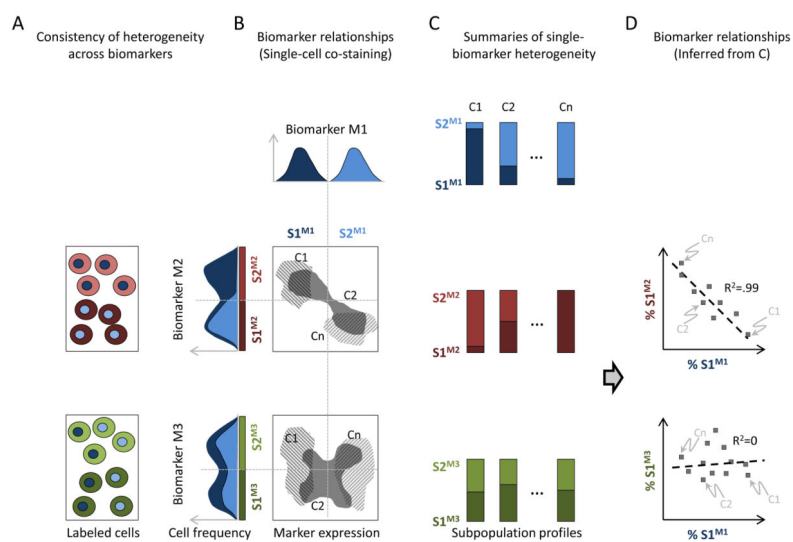 A
Consistency of heterogeneity
across biomarkers
B
Biomarker relationships
(Single-cell co-staining)
C
Summaries of single-
biomarker heterogeneity
D
Biomarker relationships
(Inferred from C)
Biomarker M1
S1M1
S2M1
C1
C2
Cn
...
S2M1
S1M1
Biomarker M2
S2M2
S1M2
C1
C2
Cn
S2M2
S1M2
...
% S1M2
Cn
R2=.99
C2
C1
% S1M1
Biomarker M3
S2M3
S1M3
C1
Cn
C2
S2M3
S1M3
...
% S1M3
Cn
R2=0
C2
C1
% S1M1
Labeled cells
Cell frequency
Marker expression
Subpopulation profiles